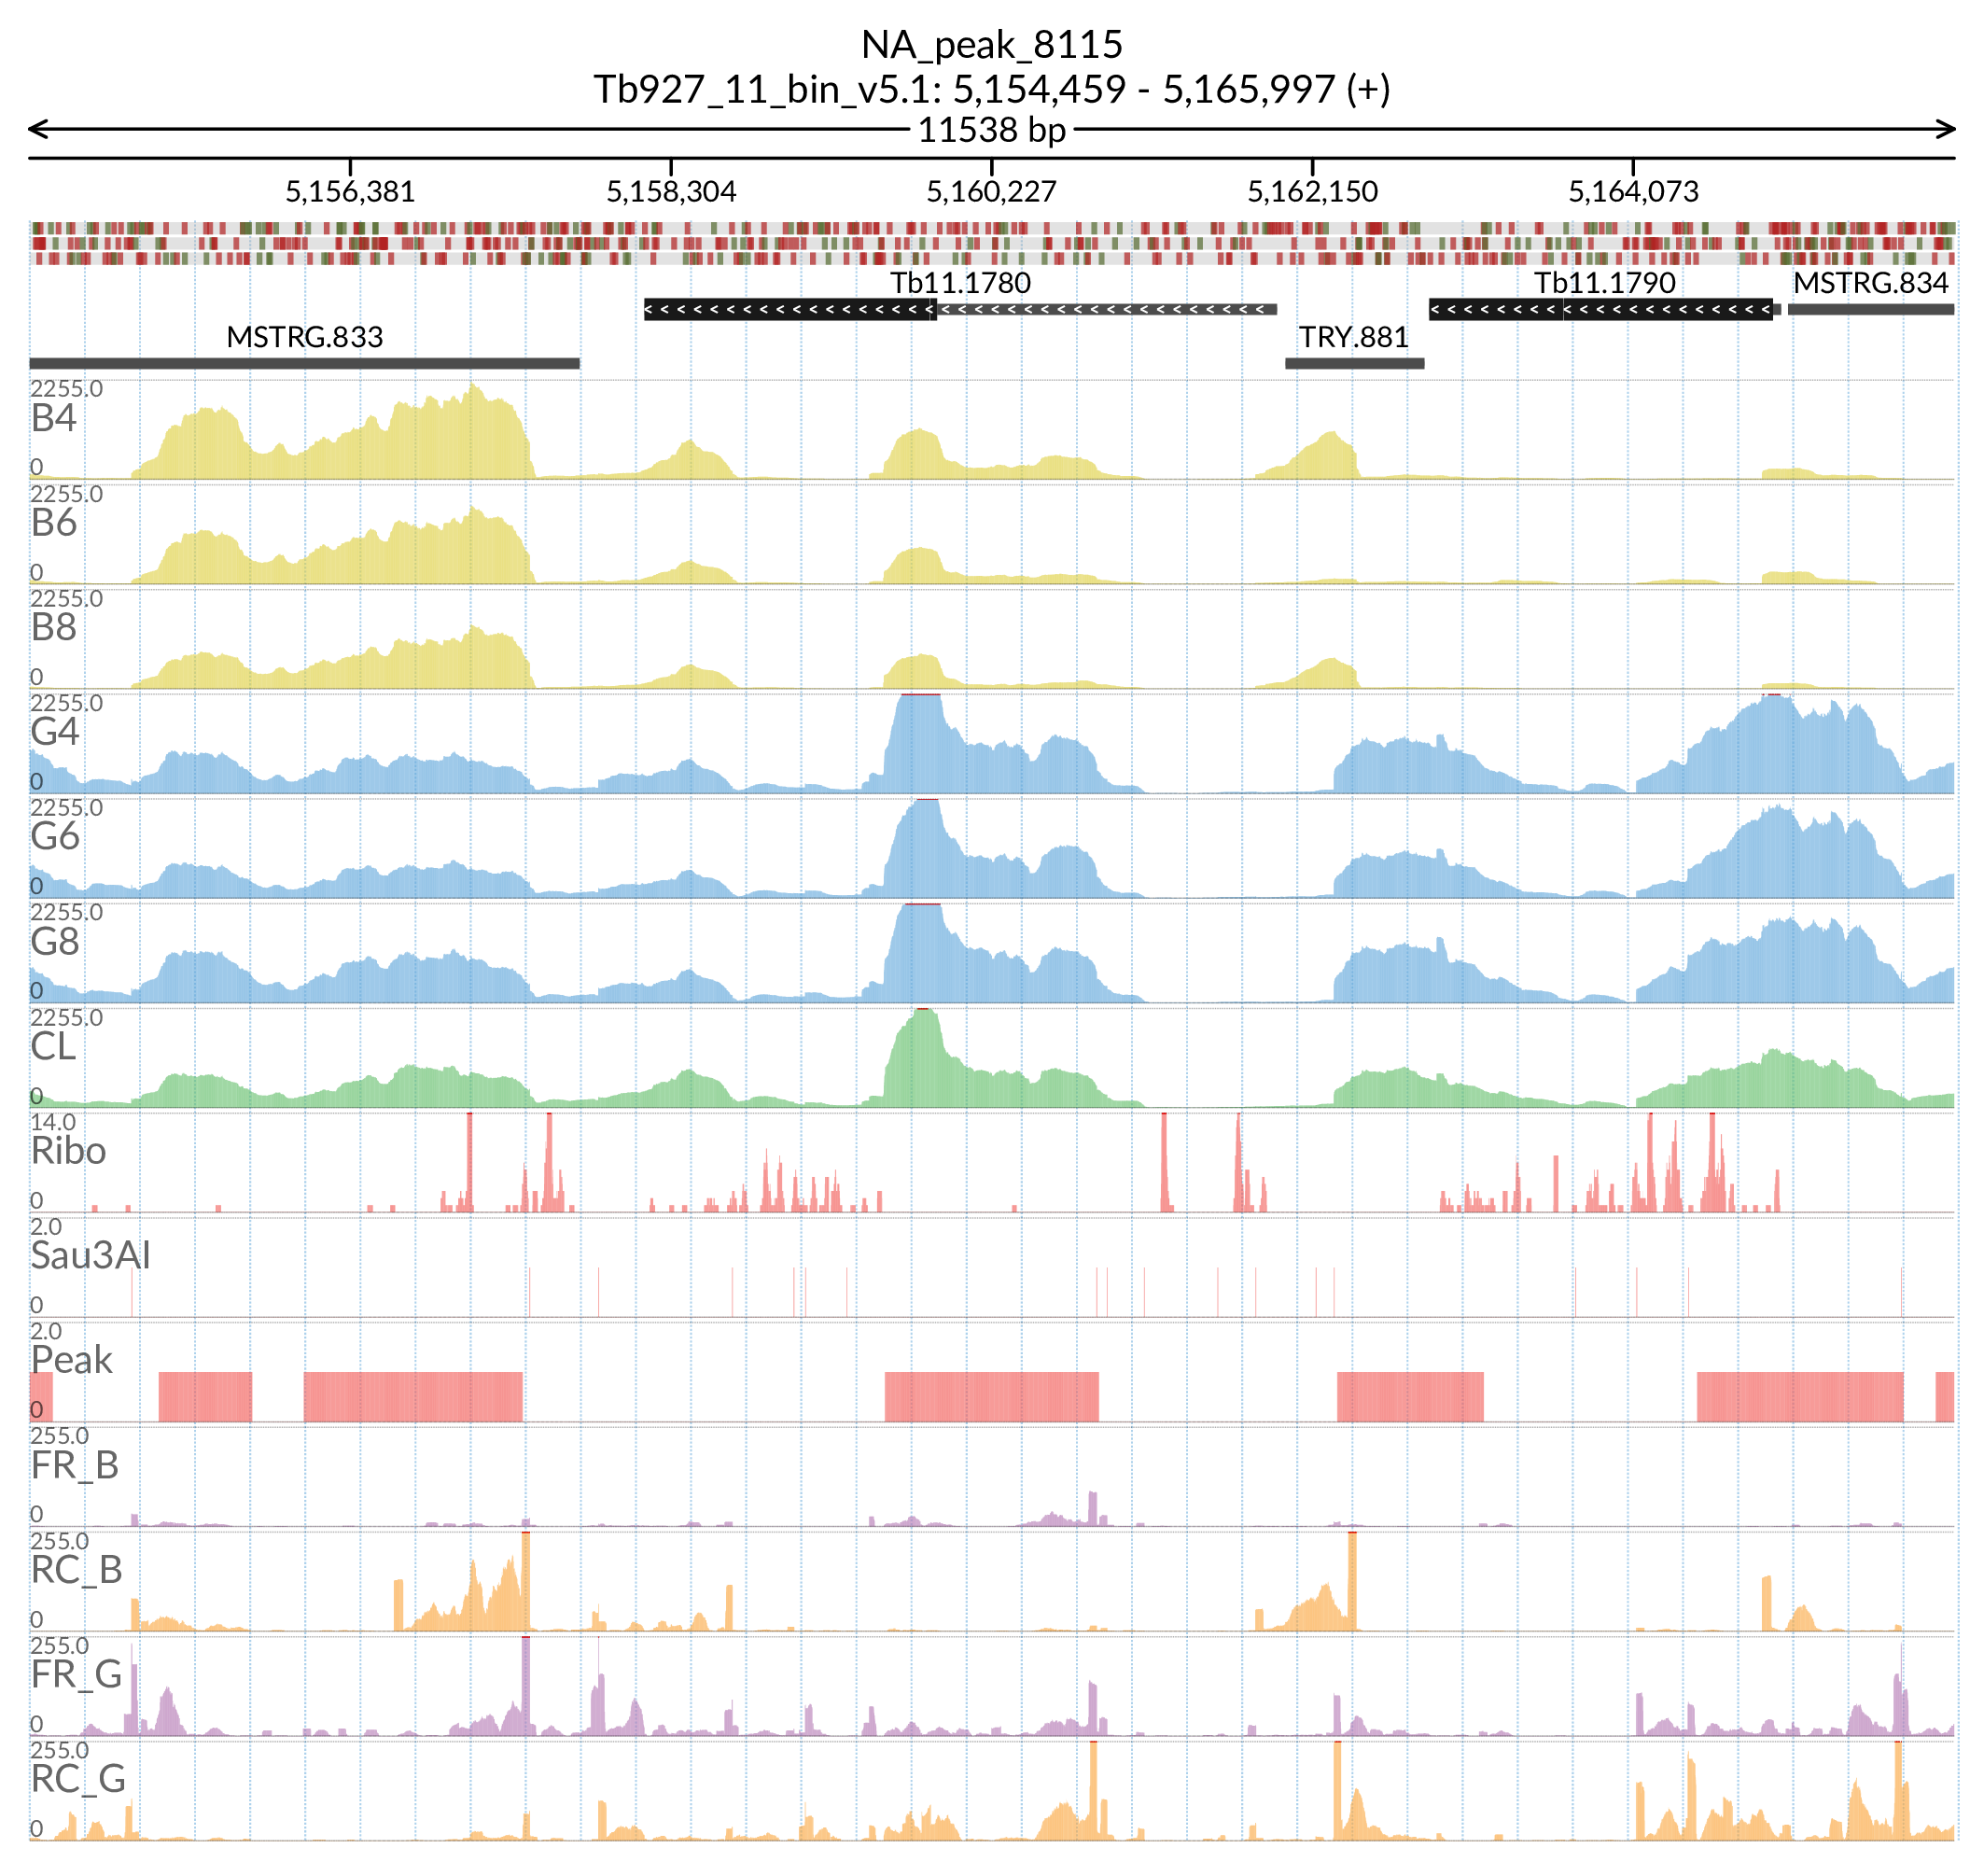 NA_peak_8115
Tb927_11_bin_v5.1: 5,154,459 - 5,165,997 (+)
11538 bp
5,156,381 5,158,304 5,160,227 5,162,150 5,164,073
Tb11.1780 Tb11.1790 MSTRG.834
MSTRG.833 TRY.881
2255.0
B4
0
2255.0
B6
0
2255.0
B8
0
2255.0
G4
0
2255.0
G6
0
2255.0
G8
0
2255.0
CL
0
14.0
Ribo
0
2.0
Sau3AI
0
2.0
Peak
0
255.0
FR_B
0
255.0
RC_B
0
255.0
FR_G
0
255.0
RC_G
0